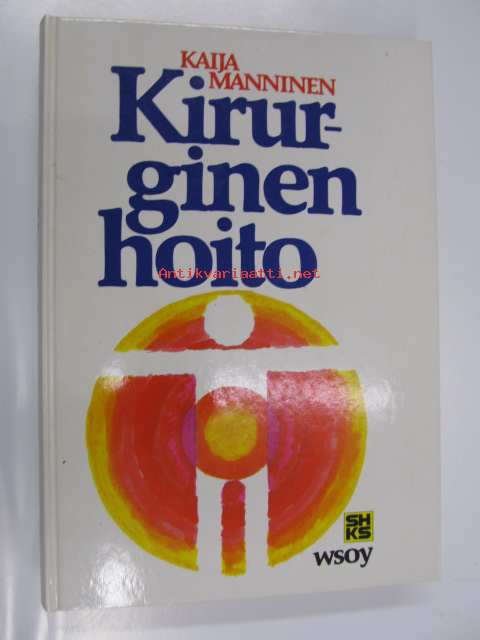 KAIJA
MANNINEN
Kirur-
ginen
hoito
Antikvariaatti.net
SH
KS
wsoy